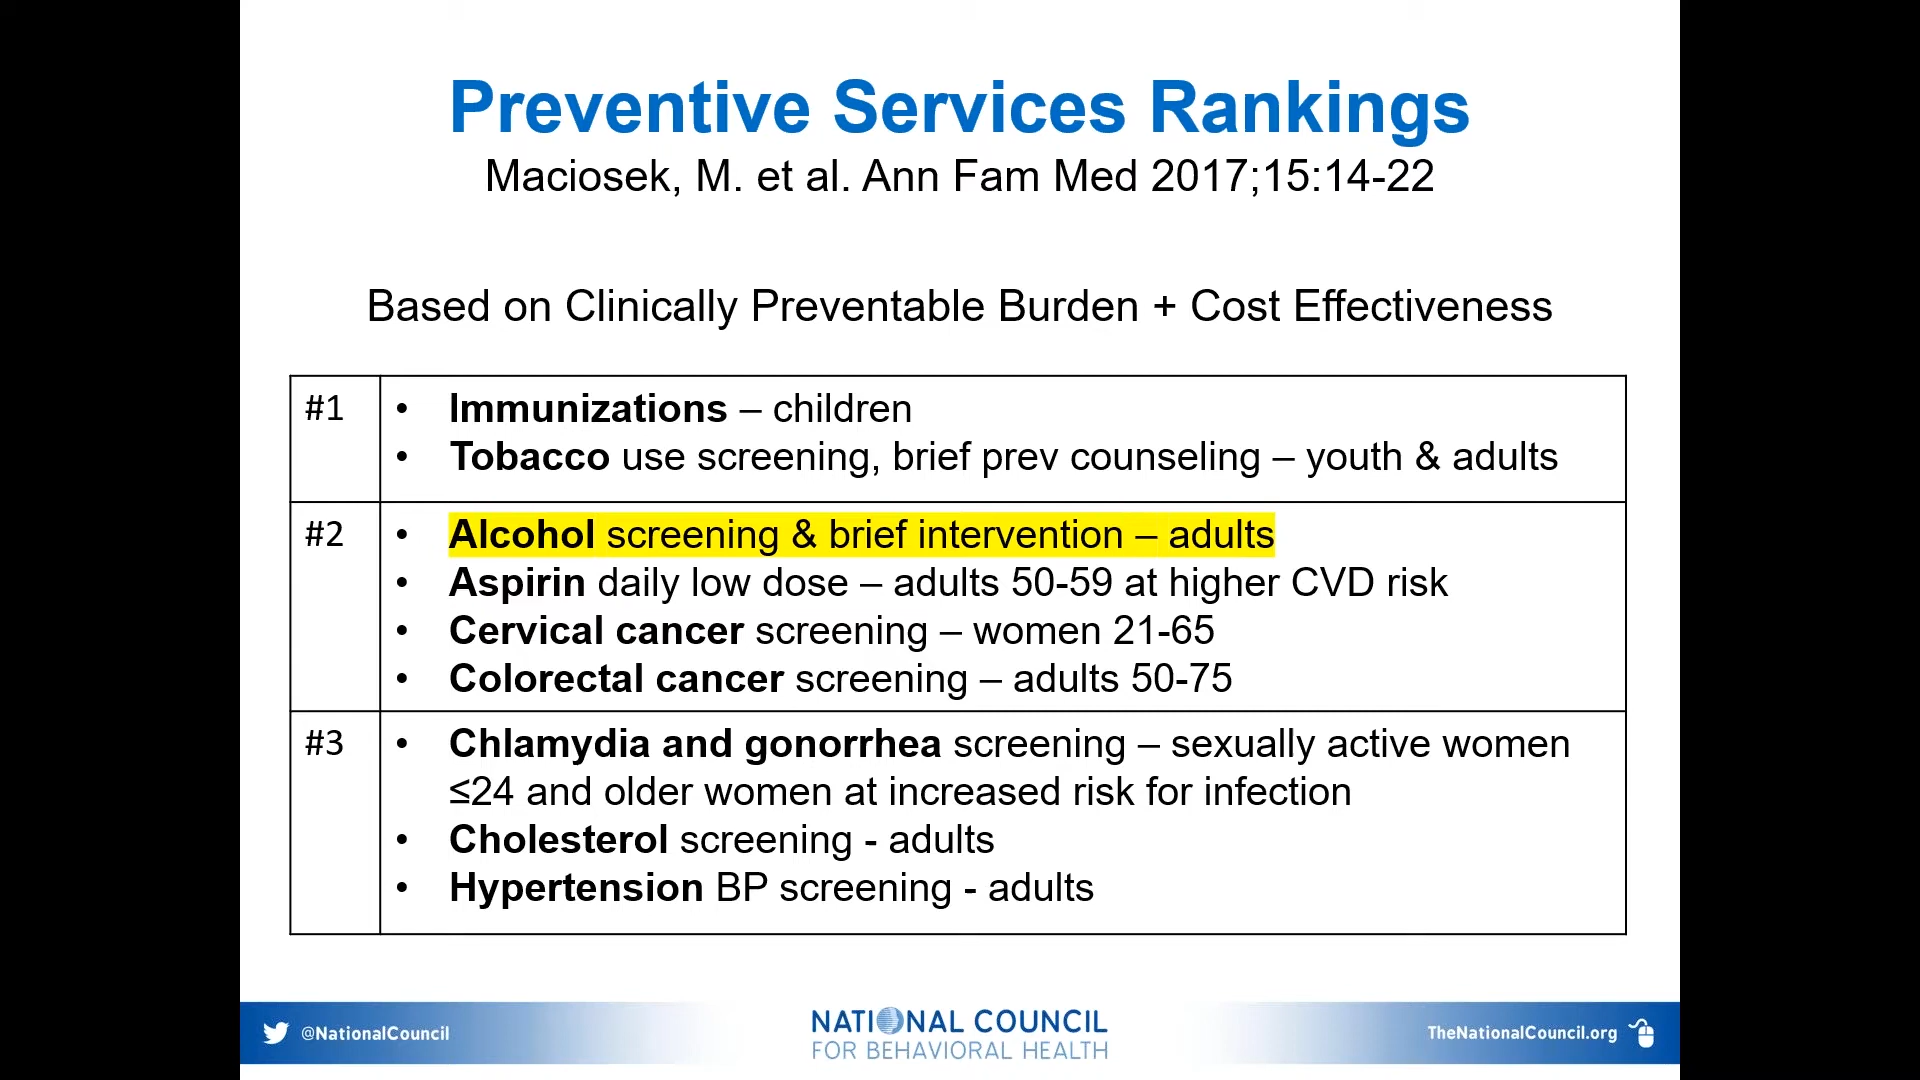 Preventive Services Rankings
Maciosek, M. et al. Ann Fam Med 2017;15:14-22
Based on Clinically Preventable Burden + Cost Effectiveness
#1
• Immunizations – children
• Tobacco use screening, brief prev counseling – youth & adults
#2
• Alcohol screening & brief intervention – adults
• Aspirin daily low dose – adults 50-59 at higher CVD risk
• Cervical cancer screening – women 21-65
• Colorectal cancer screening – adults 50-75
#3
• Chlamydia and gonorrhea screening – sexually active women
≤24 and older women at increased risk for infection
• Cholesterol screening - adults
• Hypertension BP screening - adults
@NationalCouncil
NATIONAL COUNCIL
FOR BEHAVIORAL HEALTH
TheNationalCouncil.org